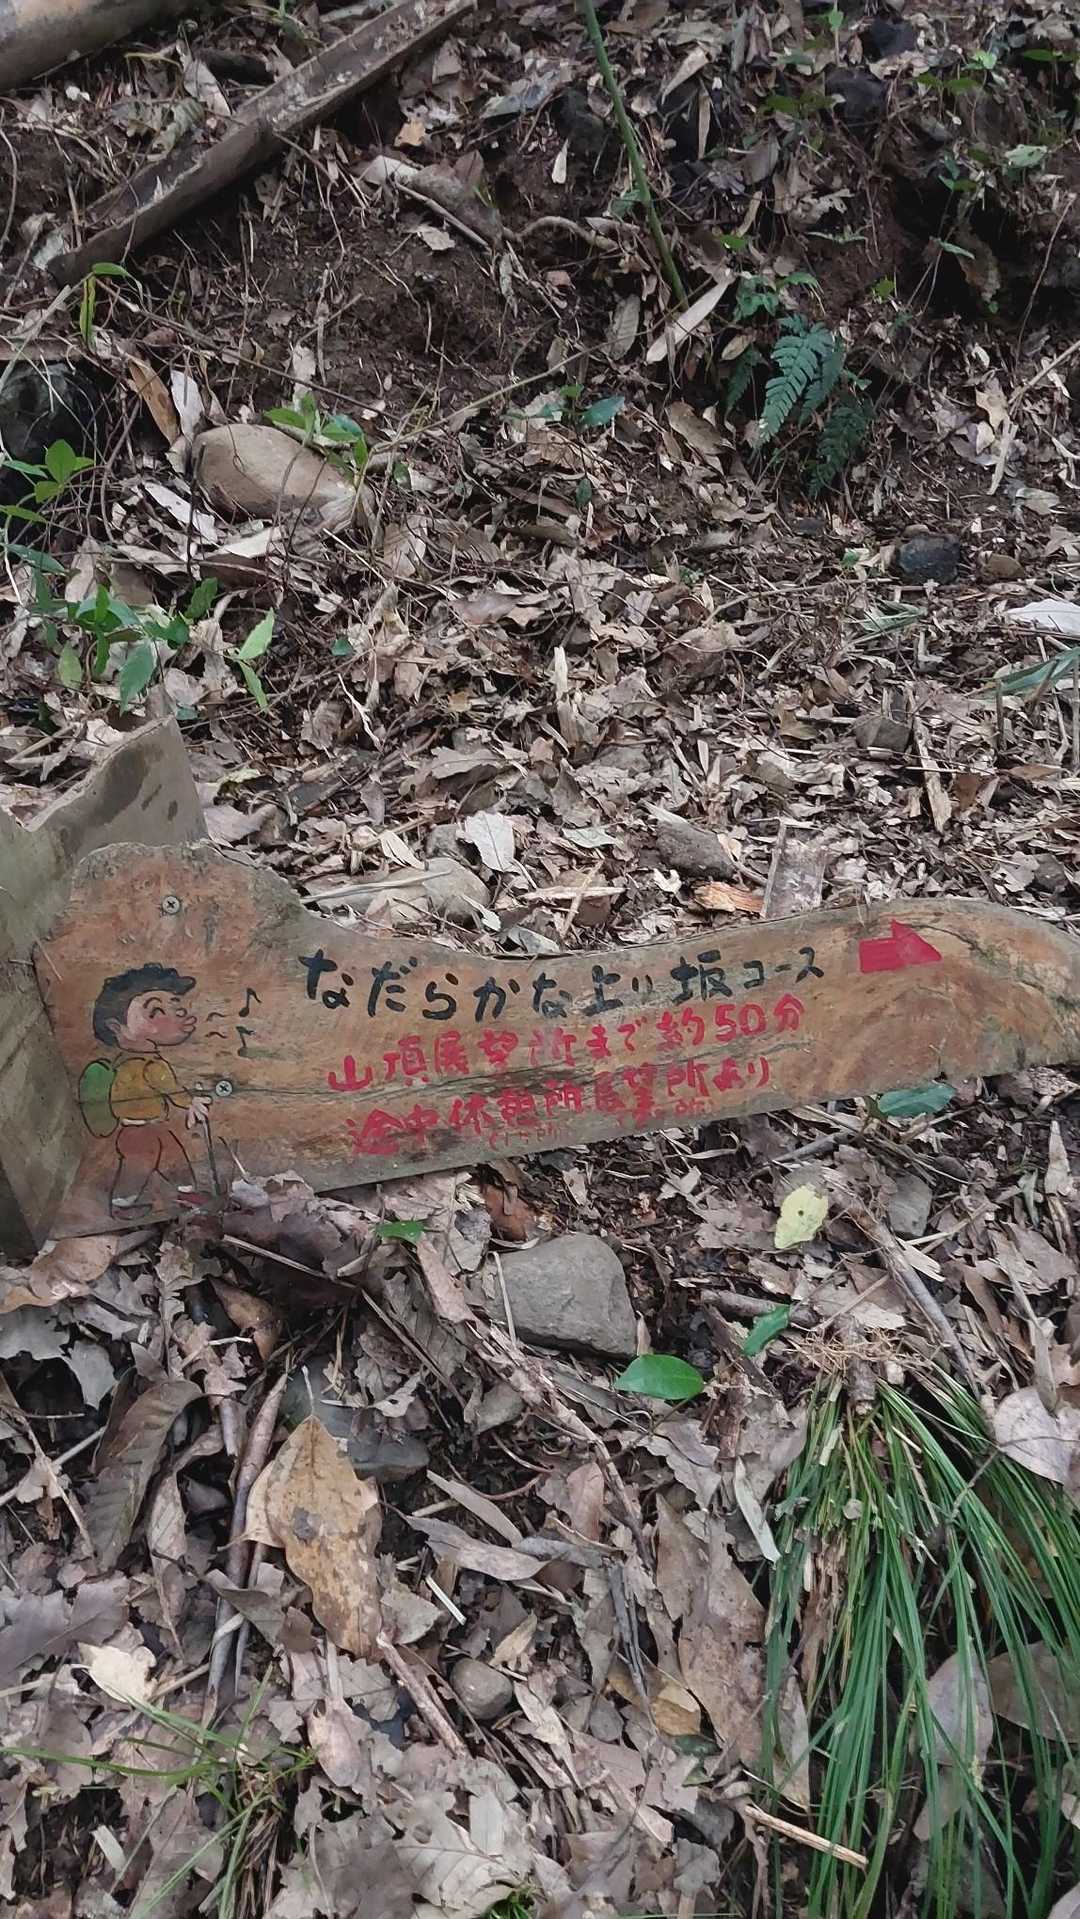 なだらかな上り坂コース
山頂展望所まで約50分
途中休憩所展望所より